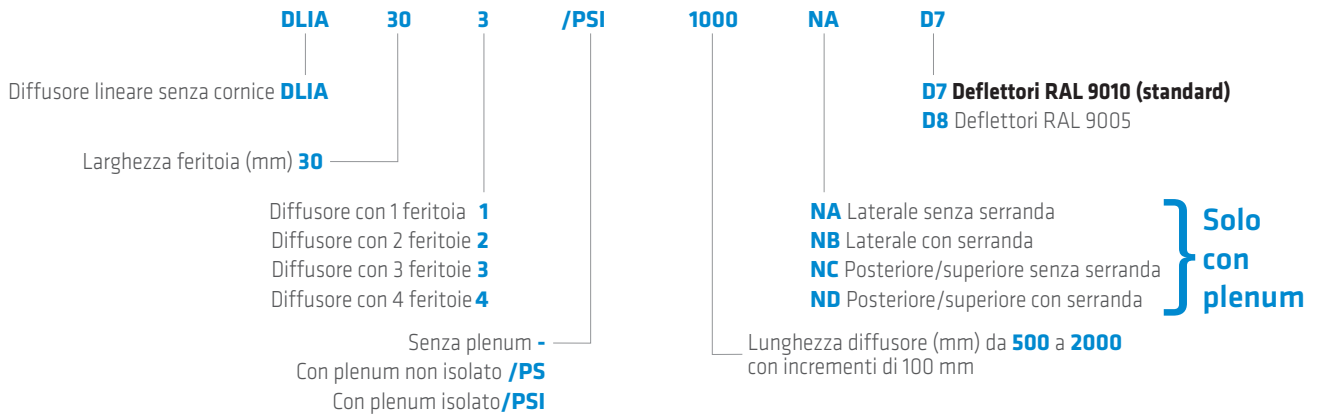 DLIA 30 3 /PSI 1000 NA D7
Diffusore lineare senza cornice DLIA
D7 Deflettori RAL 9010 (standard)
D8 Deflettori RAL 9005
Larghezza feritoia (mm) 30
Diffusore con 1 feritoia 1
Diffusore con 2 feritoie 2
Diffusore con 3 feritoie 3
Diffusore con 4 feritoie 4
NA Laterale senza serranda
NB Laterale con serranda
NC Posteriore/superiore senza serranda
ND Posteriore/superiore con serranda
Solo
con
plenum
Senza plenum -
Con plenum non isolato /PS
Con plenum isolato/PSI
Lunghezza diffusore (mm) da 500 a 2000
con incrementi di 100 mm